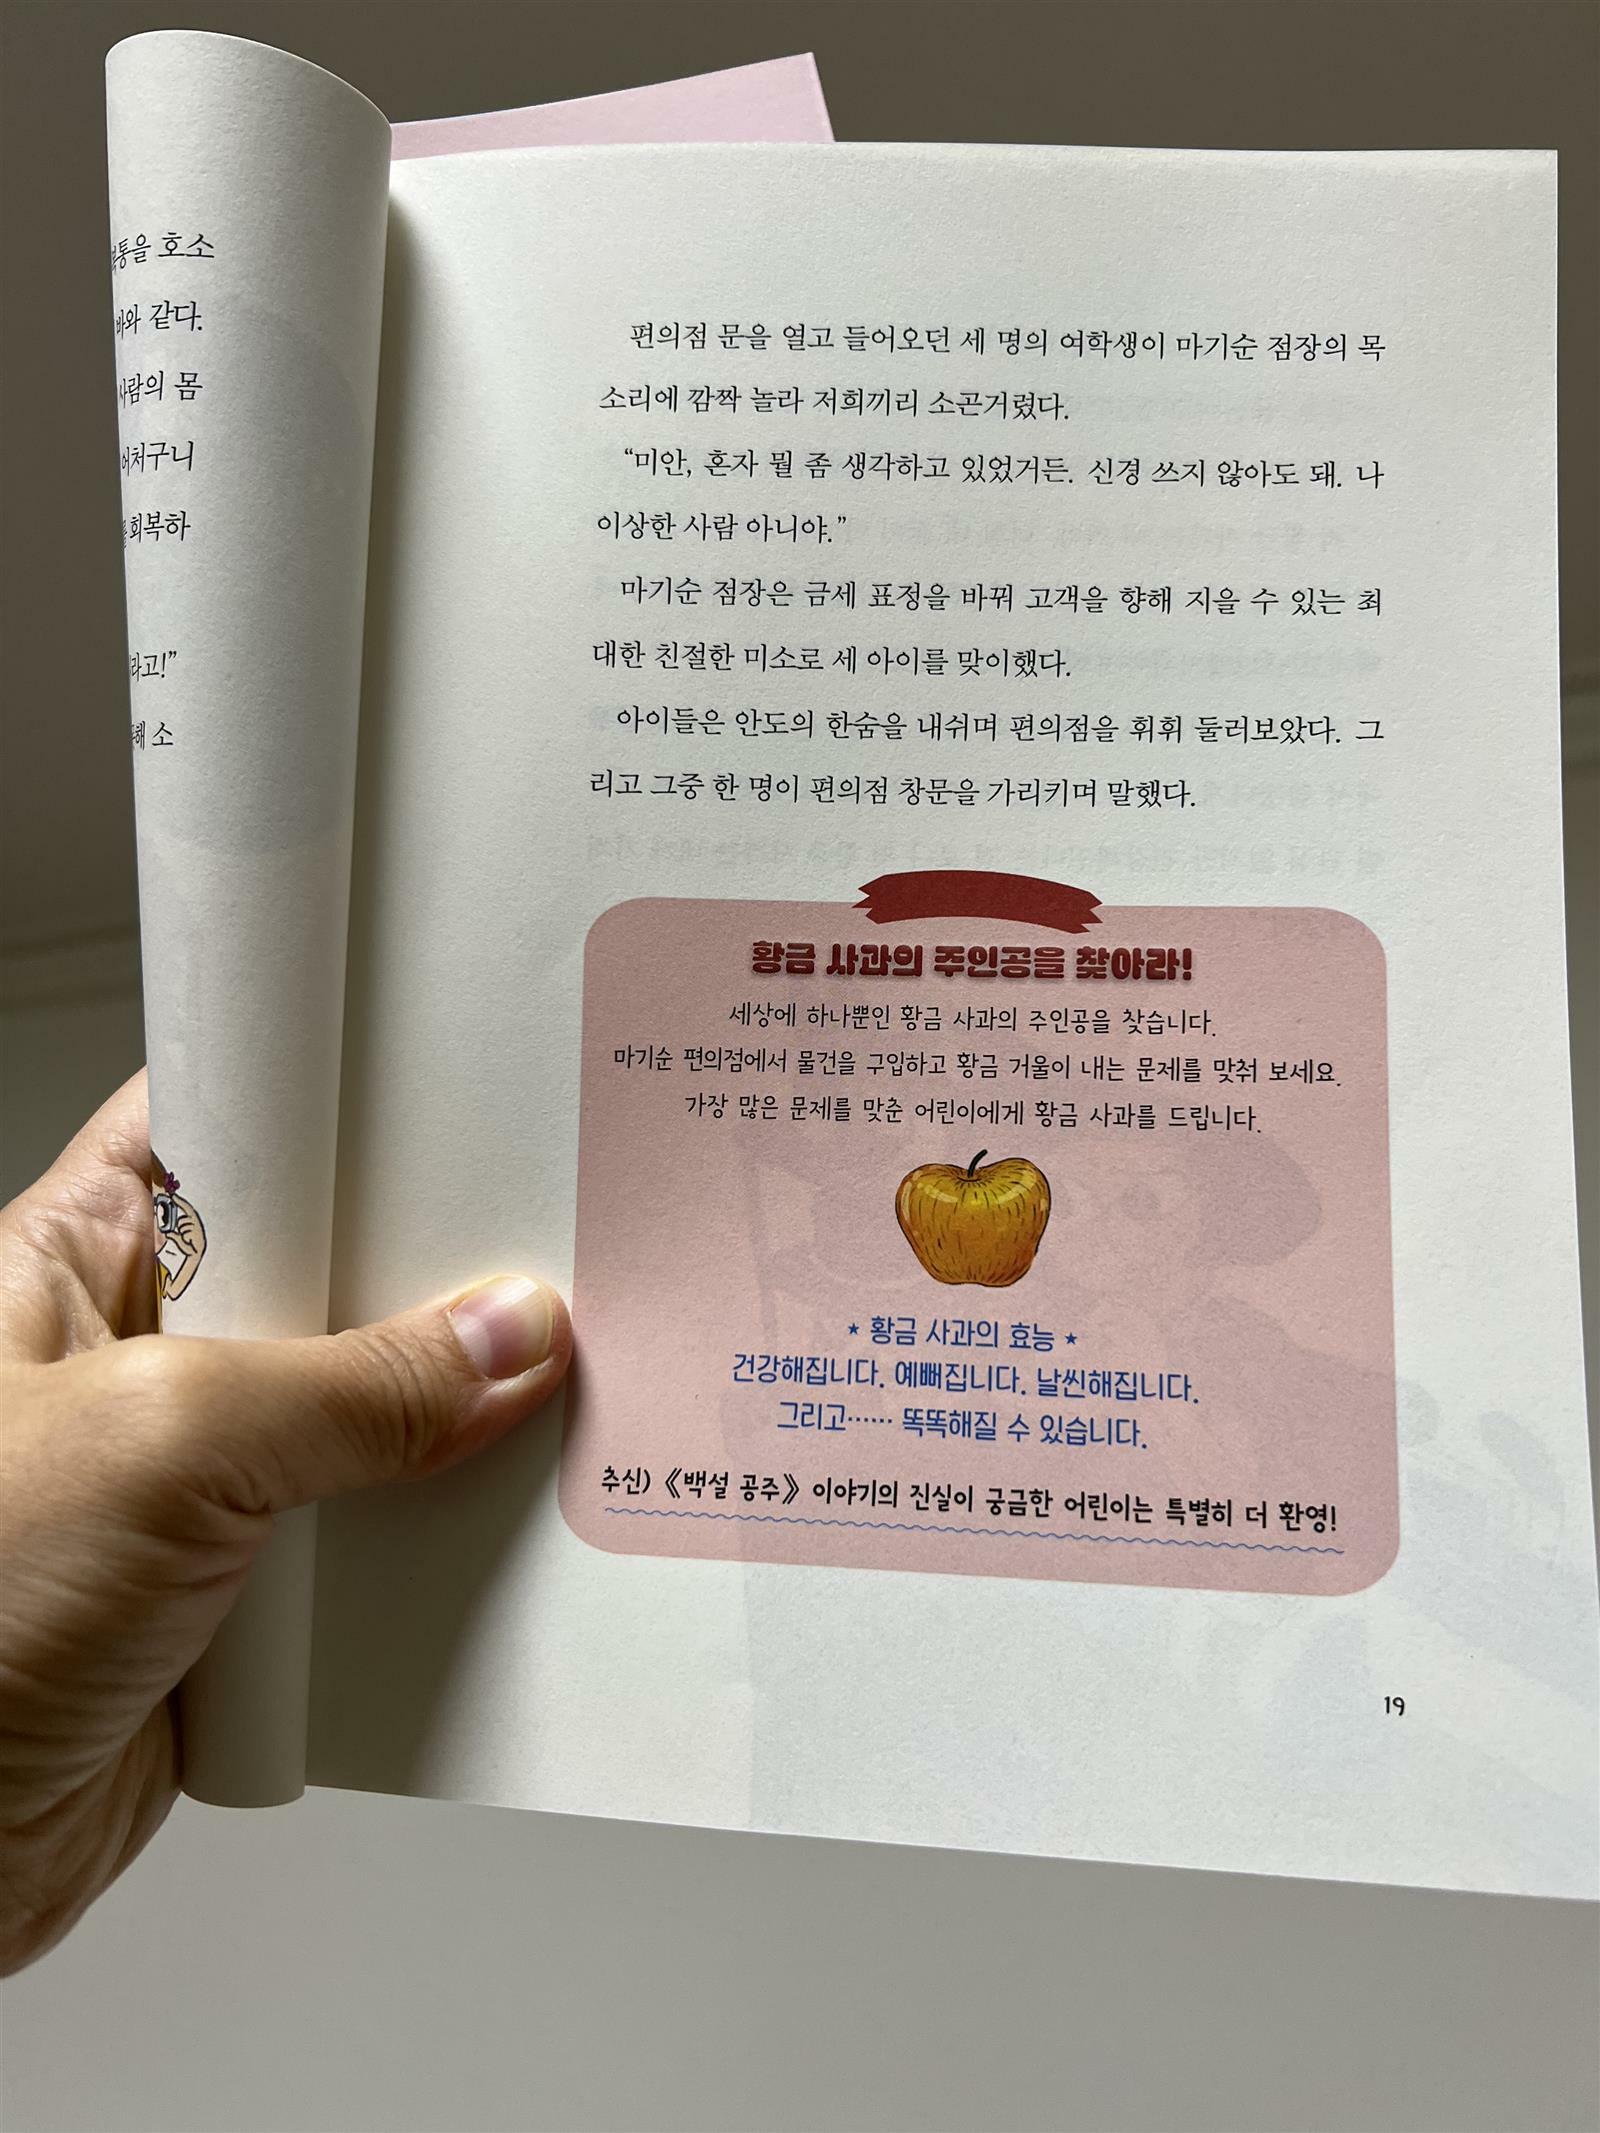 호소
같다.
사람의 몸
어처구니
회복하
소
편의점 문을 열고 들어오던 세 명의 여학생이 마기순 점장의 목
소리에 깜짝 놀라 저희끼리 소곤거렸다.
“미안, 혼자 뭘 좀 생각하고 있었거든. 신경 쓰지 않아도 돼. 나
이상한 사람 아니야.”
마기순 점장은 금세 표정을 바꿔 고객을 향해 지을 수 있는 최
대한 친절한 미소로 세 아이를 맞이했다.
아이들은 안도의 한숨을 내쉬며 편의점을 휘휘 둘러보았다. 그
리고 그중 한 명이 편의점 창문을 가리키며 말했다.
황금 사과의 주인공을 찾아라!
세상에 하나뿐인 황금 사과의 주인공을 찾습니다.
마기순 편의점에서 물건을 구입하고 황금 거울이 내는 문제를 맞춰 보세요.
가장 많은 문제를 맞춘 어린이에게 황금 사과를 드립니다.
★ 황금 사과의 효능 ★
건강해집니다. 예뻐집니다. 날씬해집니다.
그리고…… 똑똑해질 수 있습니다.
추신) 《백설 공주》 이야기의 진실이 궁금한 어린이는 특별히 더 환영!
19